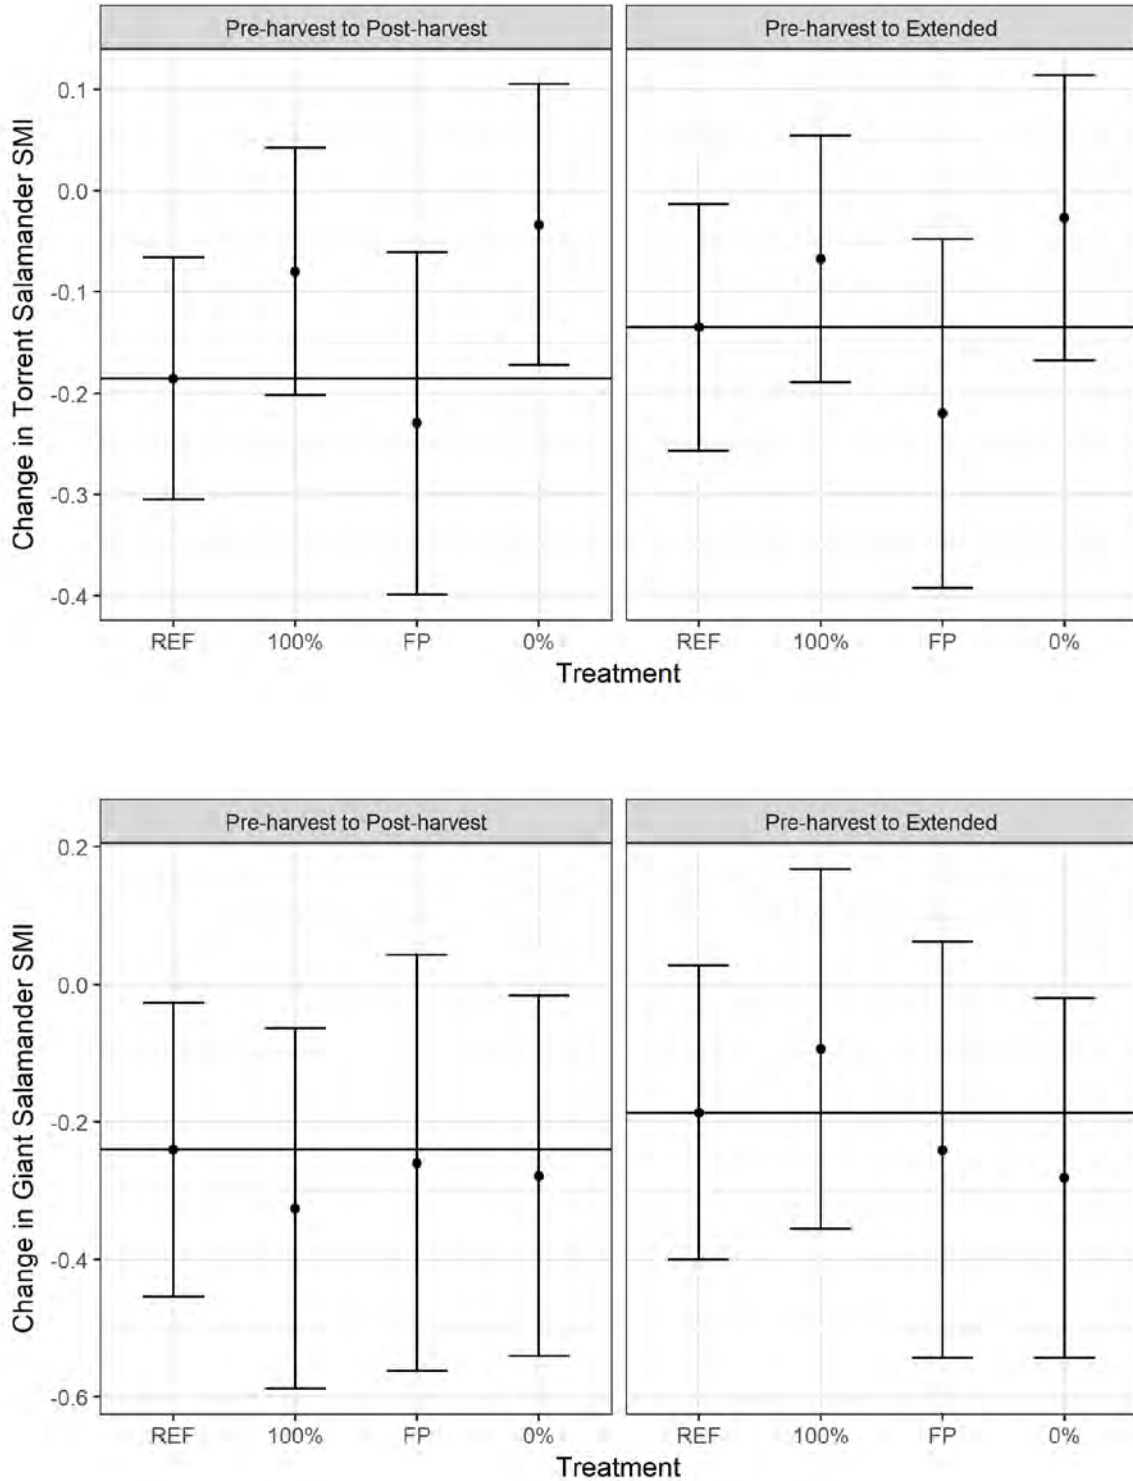 Pre-harvest to Post-harvest Pre-harvest to Extended
Change in Torrent Salamander SMI
0.1
0.0
-0.1
-0.2
-0.3
-0.4
REF 100% FP 0% REF 100% FP 0%
Treatment
Pre-harvest to Post-harvest Pre-harvest to Extended
Change in Giant Salamander SMI
0.2
0.0
-0.2
-0.4
-0.6
REF 100% FP 0% REF 100% FP 0%
Treatment